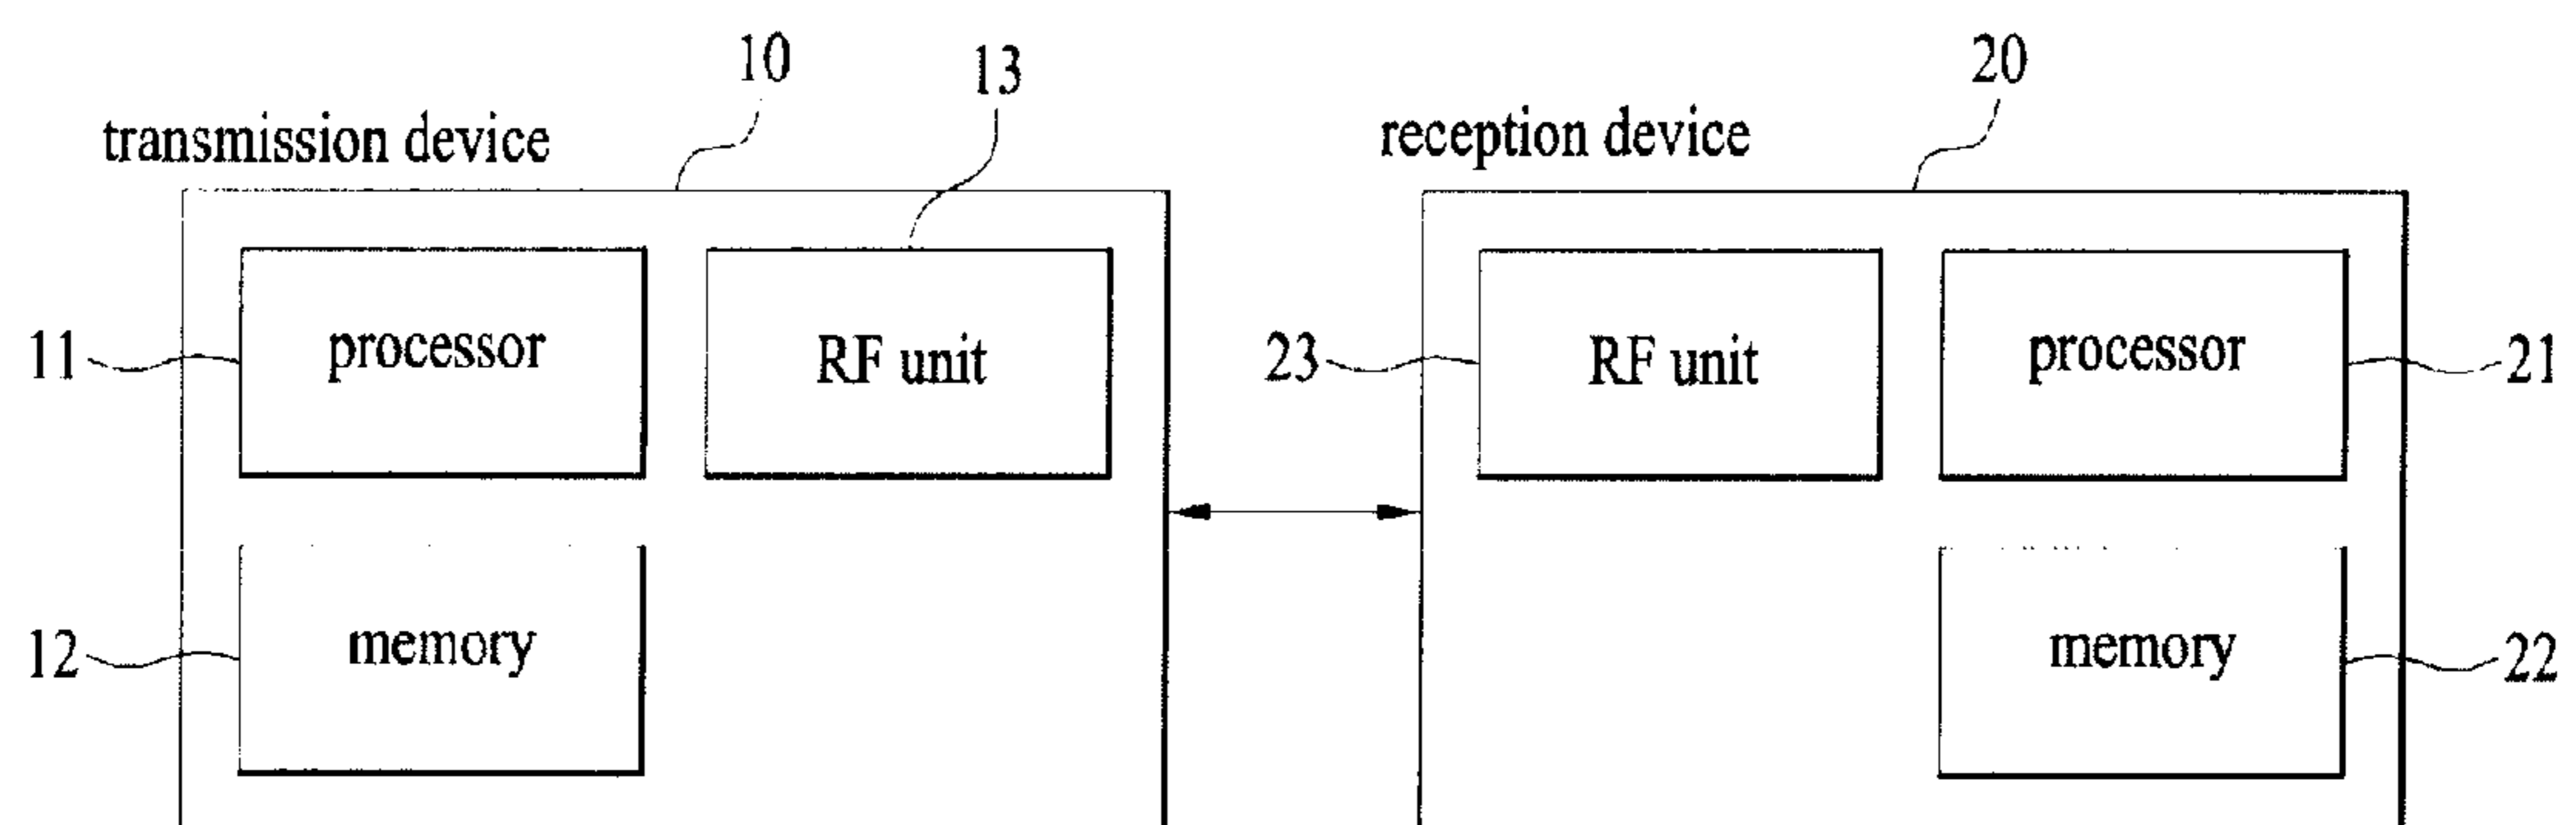 10
13
20
transmission device
reception device
11
processor
RF unit
23
RF unit
processor
21
12
memory
memory
22